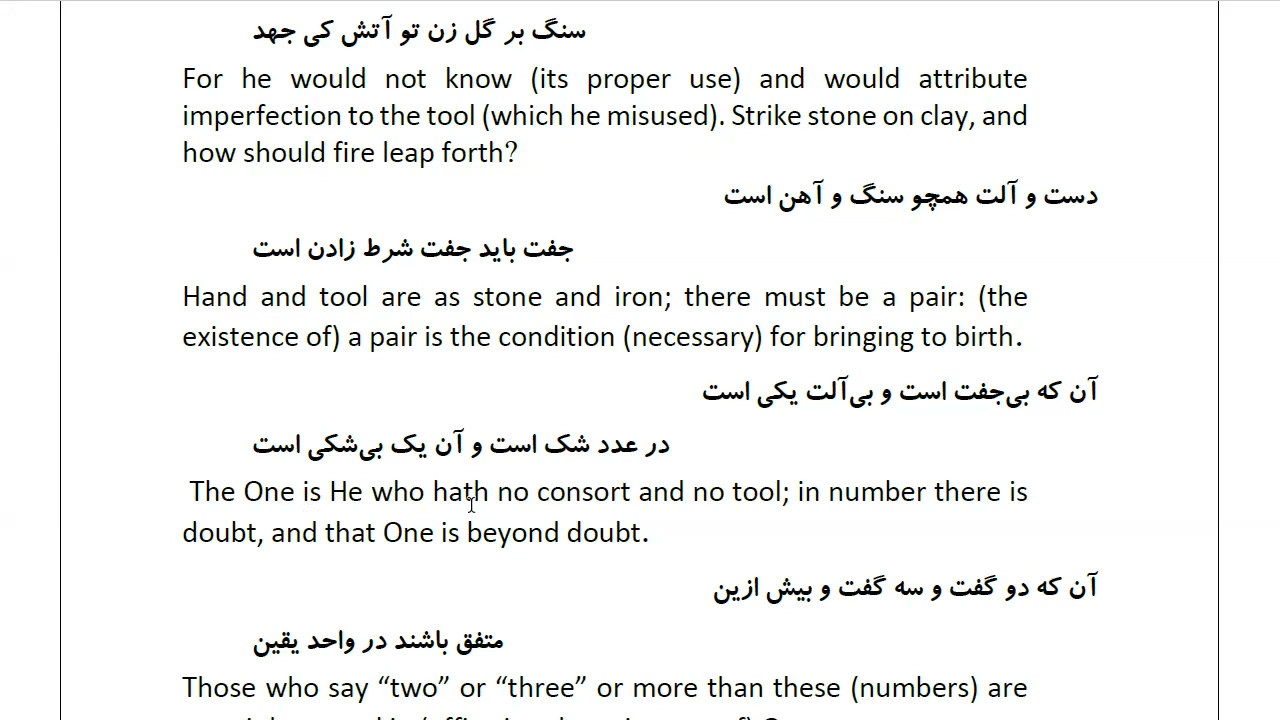 سنگ بر گل زن تو آتش کی جهد
For he would not know (its proper use) and would attribute
imperfection to the tool (which he misused). Strike stone on clay, and
how should fire leap forth?
دست و آلت همچو سنگ و آهن است
جفت باید جفت شرط زادن است
Hand and tool are as stone and iron; there must be a pair: (the
existence of) a pair is the condition (necessary) for bringing to birth.
آن که بی‌جفت است و بی‌آلت یکی است
در عدد شک است و آن یک بی‌شکی است
The One is He who hath no consort and no tool; in number there is
doubt, and that One is beyond doubt.
آن که دو گفت و سه گفت و بیش ازین
متفق باشند در واحد یقین
Those who say “two” or “three” or more than these (numbers) are